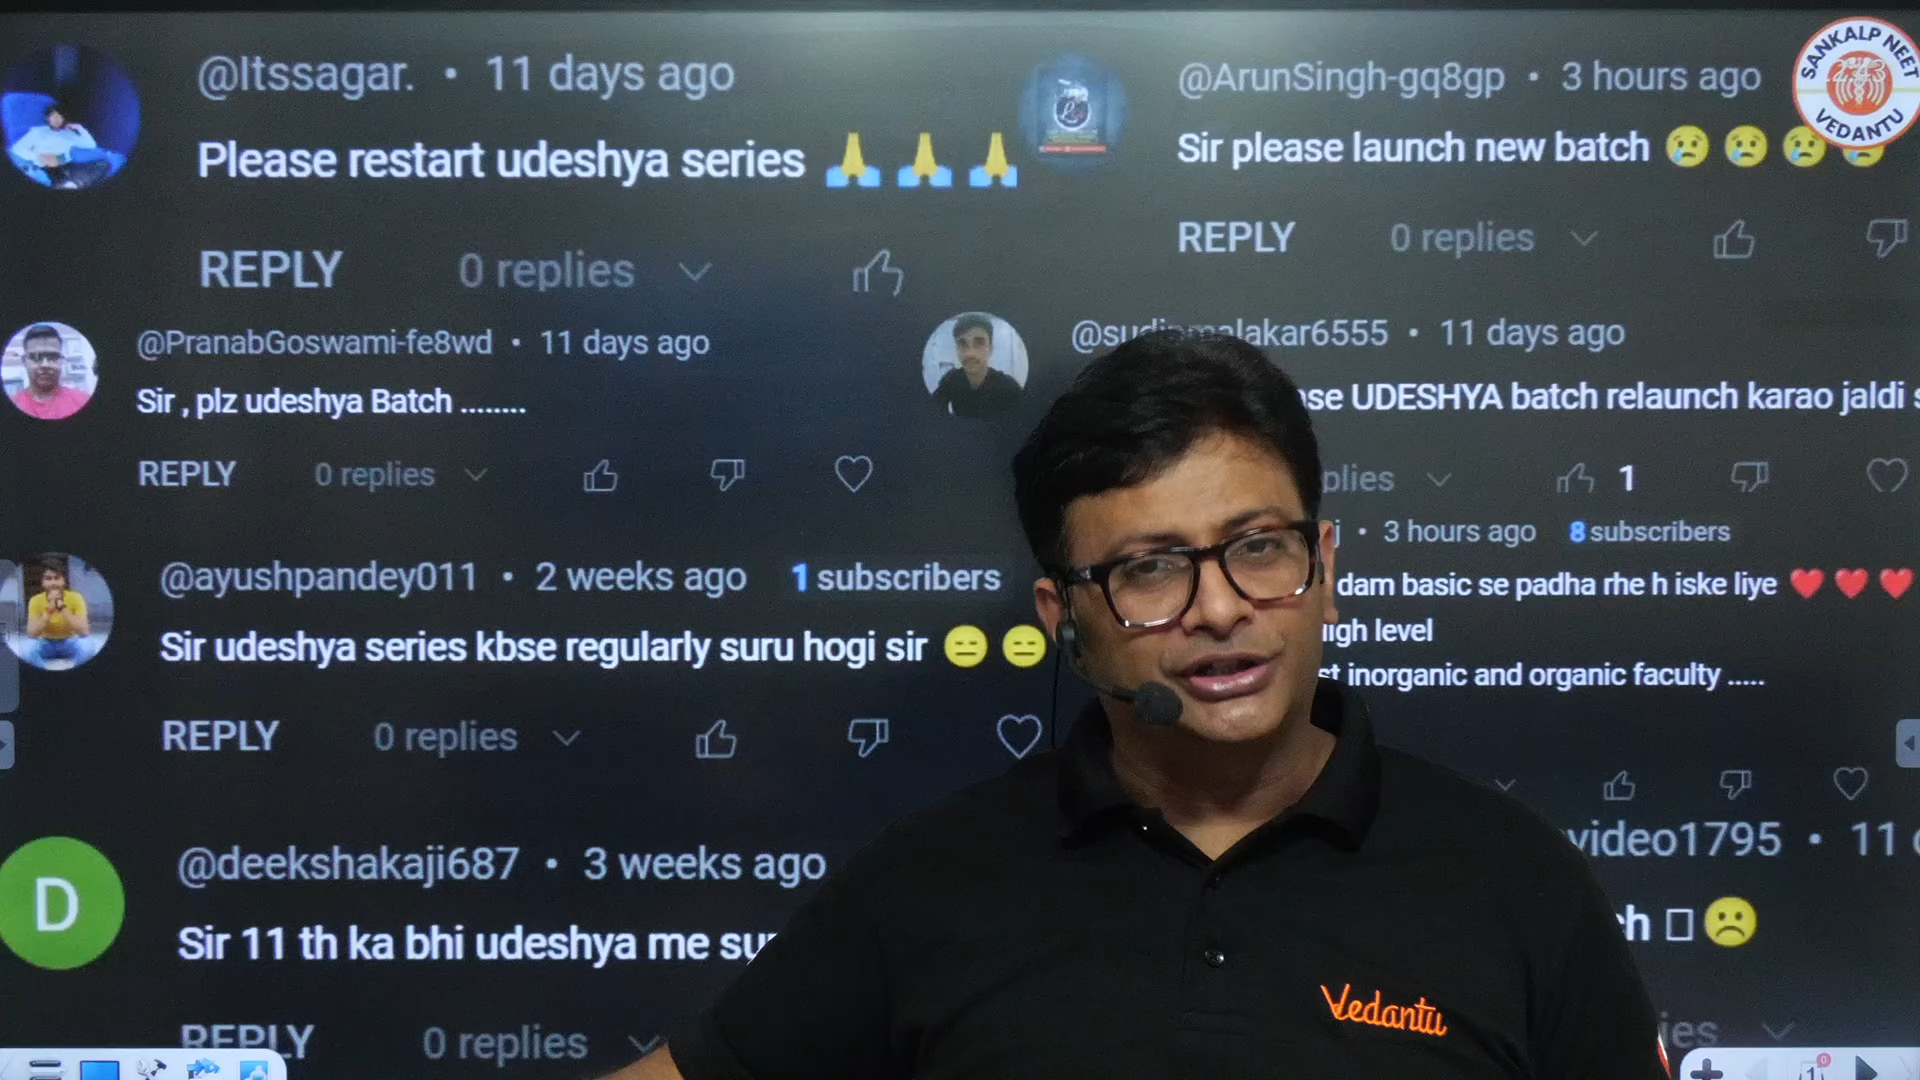 @Itssagar. • 11 days ago
Please restart udeshya series 🙏 🙏 🙏
REPLY
0 replies
@ArunSingh-gq8gp • 3 hours ago
Sir please launch new batch 😢 😢 😢 😢
REPLY
0 replies
SANKALP NEET
VEDANTU
@PranabGoswami-fe8wd • 11 days ago
Sir , plz udeshya Batch ........
REPLY
0 replies
11 days ago
UDESHYA batch relaunch karao jaldi
1
@ayushpandey011 • 2 weeks ago 1 subscribers
Sir udeshya series kbse regularly suru hogi sir 😑 😑
REPLY
0 replies
• 3 hours ago 8 subscribers
dam basic se padha rhe h iske liye ❤️ ❤️ ❤️
level
inorganic and organic faculty .....
@deekshakaji687 • 3 weeks ago
Sir 11 th ka bhi udeshya me
REPLY
0 replies
video1795 • 11
☹️
Vedantu